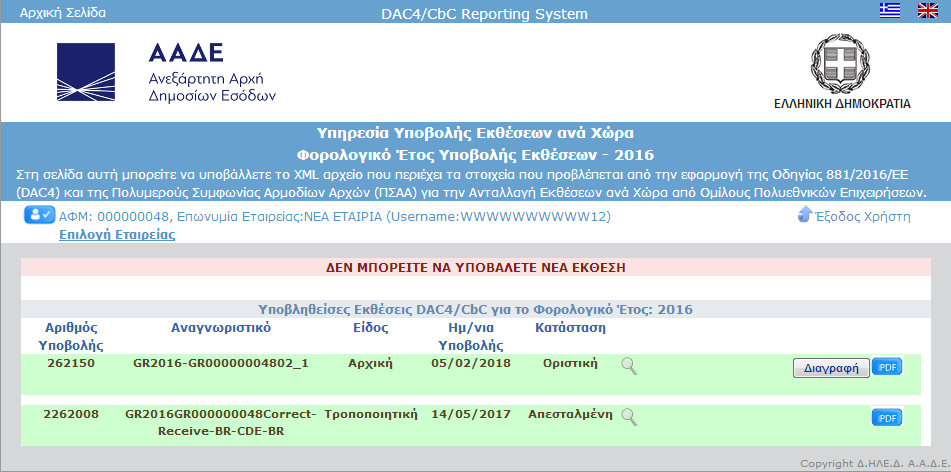 Αρχική Σελίδα DAC4/CbC Reporting System
ΑΑΔΕ
Ανεξάρτητη Αρχή
Δημοσίων Εσόδων
ΕΛΛΗΝΙΚΗ ΔΗΜΟΚΡΑΤΙΑ
Υπηρεσία Υποβολής Εκθέσεων ανά Χώρα
Φορολογικό Έτος Υποβολής Εκθέσεων - 2016
Στη σελίδα αυτή μπορείτε να υποβάλλετε το XML αρχείο που περιέχει τα στοιχεία που προβλέπεται από την εφαρμογή της Οδηγίας 881/2016/ΕΕ
(DAC4) και της Πολυμερούς Συμφωνίας Αρμοδίων Αρχών (ΠΣΑΑ) για την Ανταλλαγή Εκθέσεων ανά Χώρα από Ομίλους Πολυεθνικών Επιχειρήσεων.
ΑΦΜ: 000000048, Επωνυμία Εταιρείας:ΝΕΑ ΕΤΑΙΡΙΑ (Username:WWWWWWWWWW12) Έξοδος Χρήστη
Επιλογή Εταιρείας
ΔΕΝ ΜΠΟΡΕΙΤΕ ΝΑ ΥΠΟΒΑΛΕΤΕ ΝΕΑ ΕΚΘΕΣΗ
Υποβληθείσες Εκθέσεις DAC4/CbC για το Φορολογικό Έτος: 2016
Αριθμός Αναγνωριστικό Είδος Ημ/νια Κατάσταση
Υποβολής Υποβολής
262150 GR2016-GR00000004802_1 Αρχική 05/02/2018 Οριστική Διαγραφή PDF
2262008 GR2016GR000000048Correct- Τροποποιητική 14/05/2017 Απεσταλμένη PDF
Receive-BR-CDE-BR
Copyright Δ.ΗΛΕ.Δ. Α.Α.Δ.Ε.